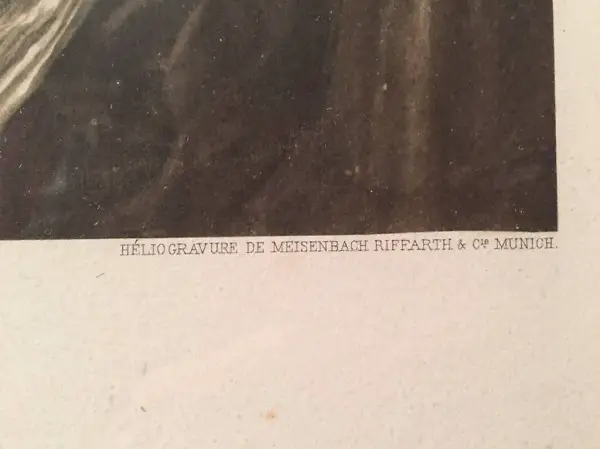 HÉLIOGRAVURE DE MEISENBACH RIFFARTH & Cie MUNICH.